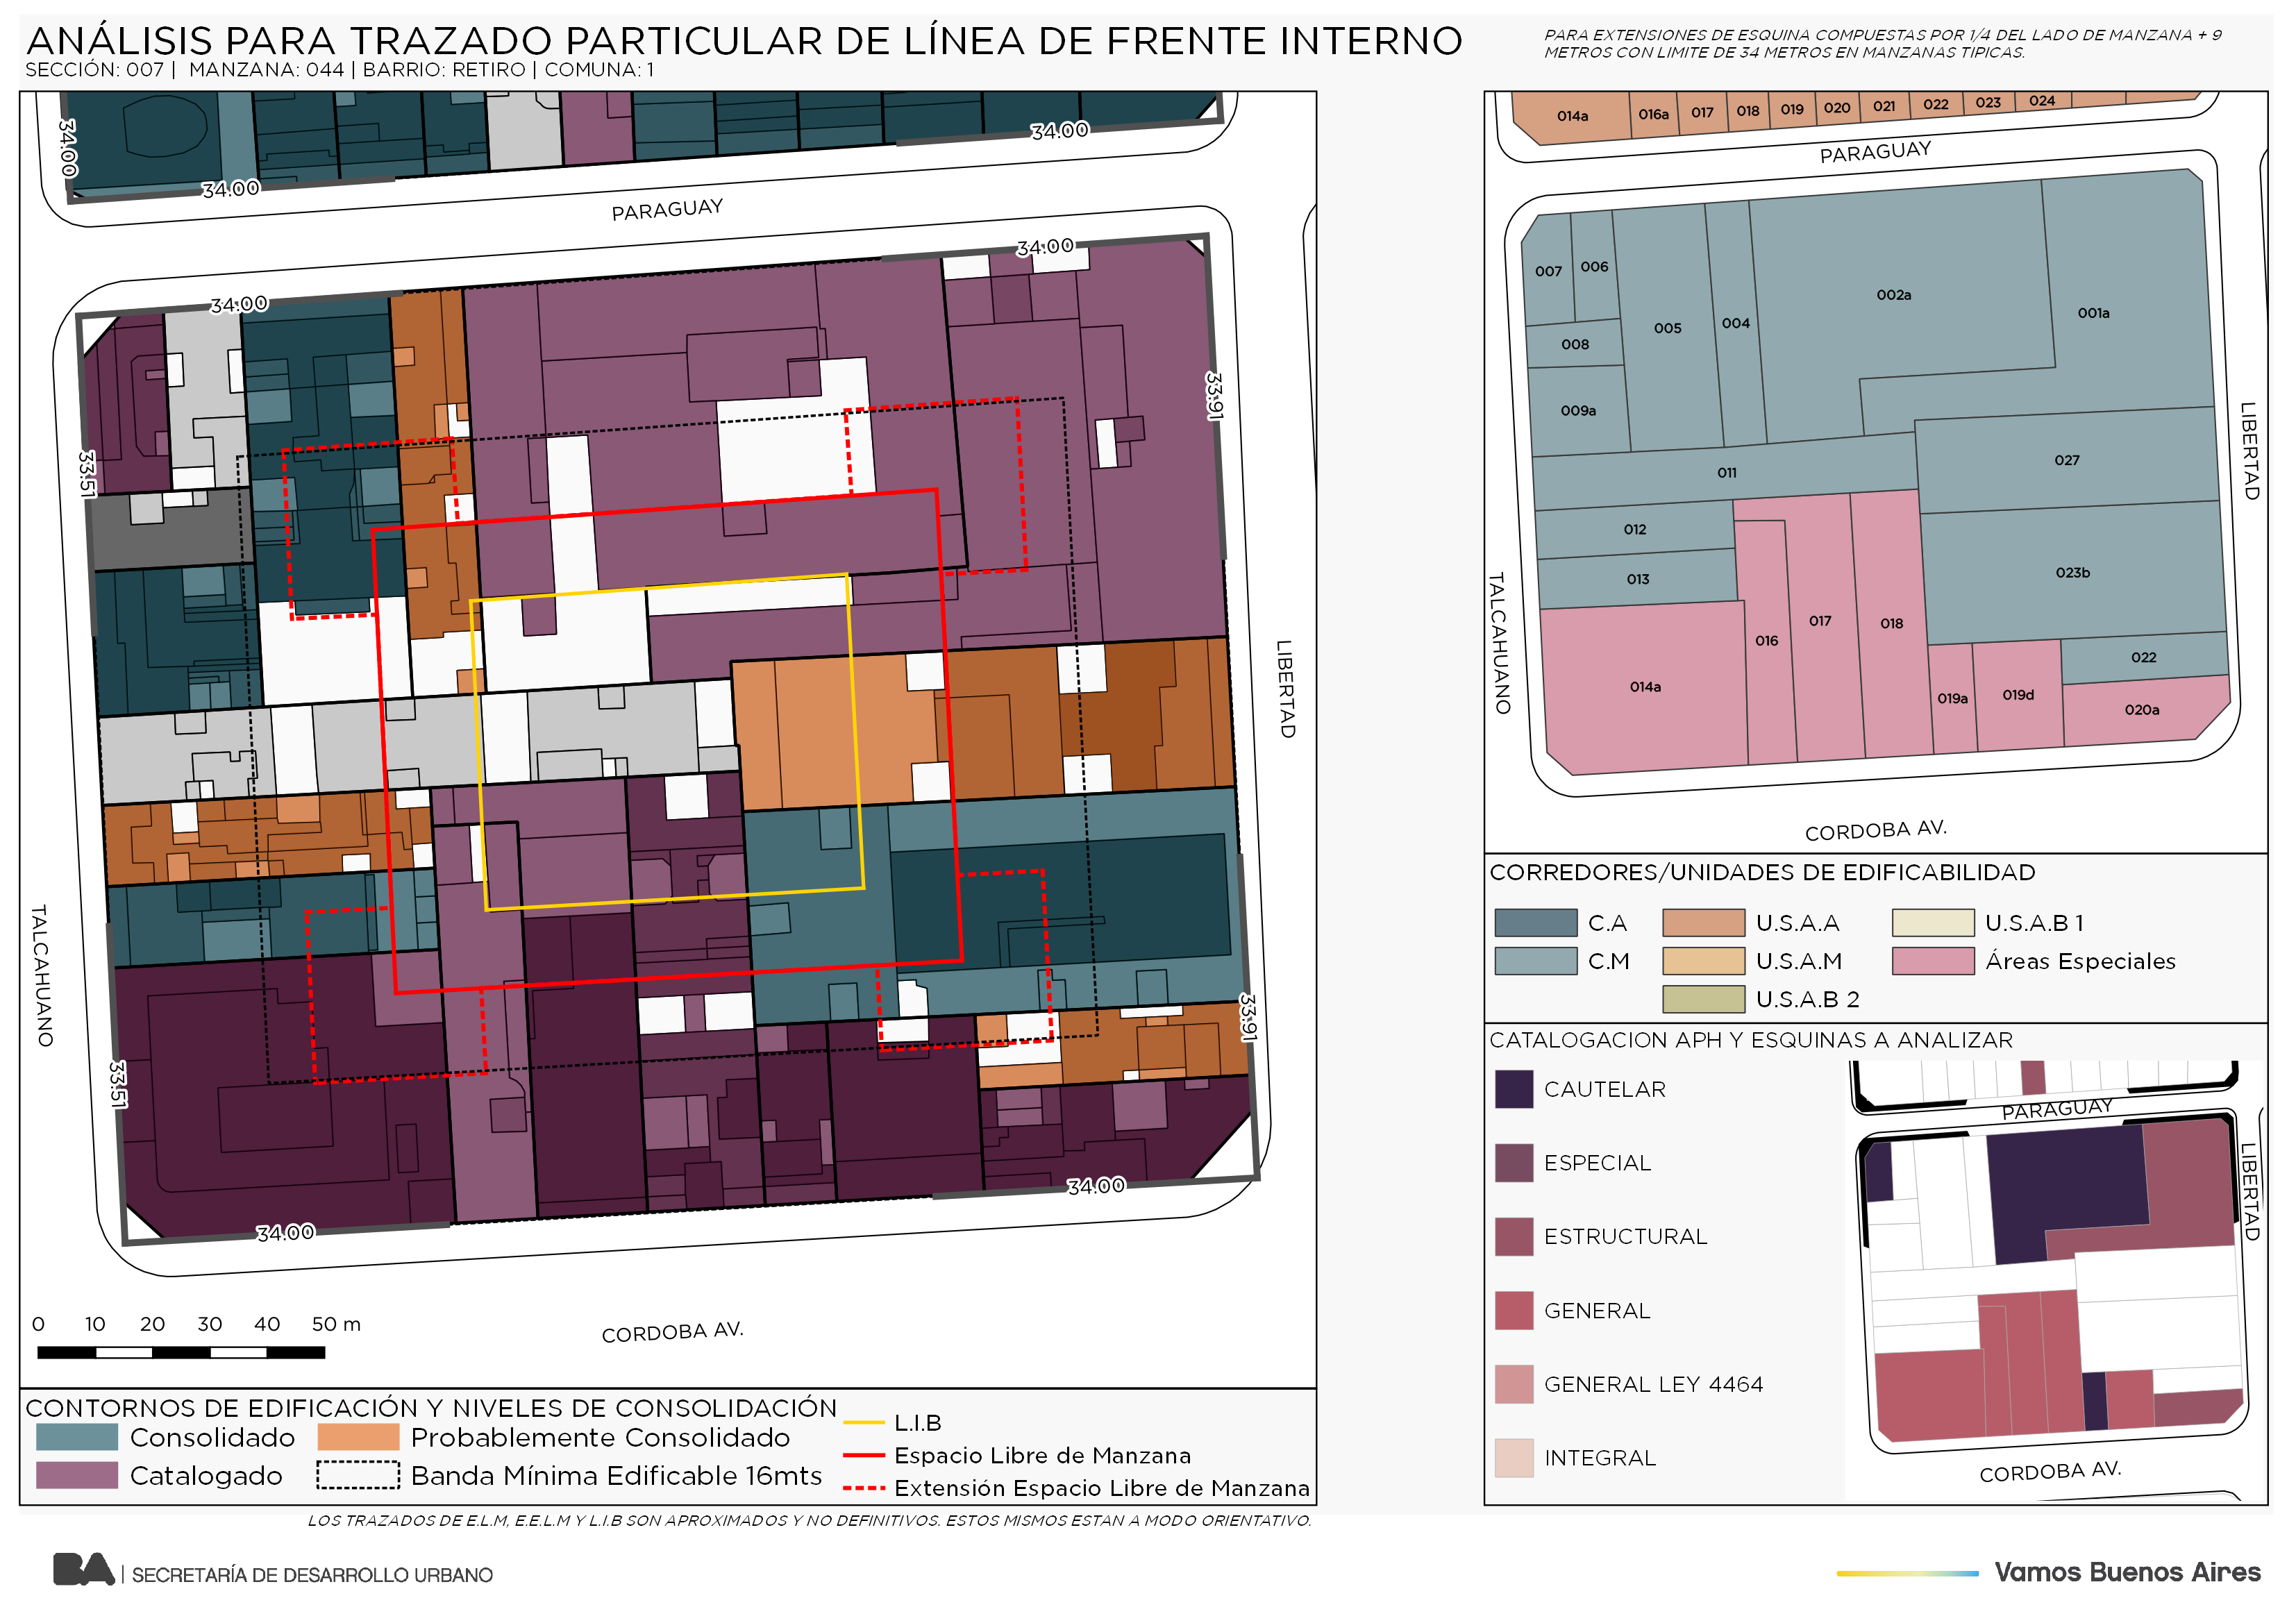 ANÁLISIS PARA TRAZADO PARTICULAR DE LÍNEA DE FRENTE INTERNO
SECCIÓN: 007 | MANZANA: 044 | BARRIO: RETIRO | COMUNA: 1
PARA EXTENSIONES DE ESQUINA COMPUESTAS POR 1/4 DEL LADO DE MANZANA + 9
METROS CON LIMITE DE 34 METROS EN MANZANAS TIPICAS.
34.00
34.00
34.00
PARAGUAY
34.00
34.00
33.51
33.91
LIBERTAD
TALCAHUANO
33.51
33.91
34.00
34.00
CORDOBA AV.
0 10 20 30 40 50 m
CONTORNOS DE EDIFICACIÓN Y NIVELES DE CONSOLIDACIÓN
Consolidado
Probablemente Consolidado
Catalogado
Banda Mínima Edificable 16mts
L.I.B
Espacio Libre de Manzana
Extensión Espacio Libre de Manzana
014a 016a 017 018 019 020 021 022 023 024
PARAGUAY
007 006 005 004 002a 001a
008
009a
011
027
012
013
023b
014a 016 017 018
022
019a 019d
020a
LIBERTAD
TALCAHUANO
CORDOBA AV.
CORREDORES/UNIDADES DE EDIFICABILIDAD
C.A
U.S.A.A
U.S.A.B 1
C.M
U.S.A.M
Áreas Especiales
U.S.A.B 2
CATALOGACION APH Y ESQUINAS A ANALIZAR
CAUTELAR
ESPECIAL
ESTRUCTURAL
GENERAL
GENERAL LEY 4464
INTEGRAL
PARAGUAY
LIBERTAD
CORDOBA AV.
LOS TRAZADOS DE E.L.M, E.E.L.M Y L.I.B SON APROXIMADOS Y NO DEFINITIVOS. ESTOS MISMOS ESTAN A MODO ORIENTATIVO.
BA | SECRETARÍA DE DESARROLLO URBANO
Vamos Buenos Aires